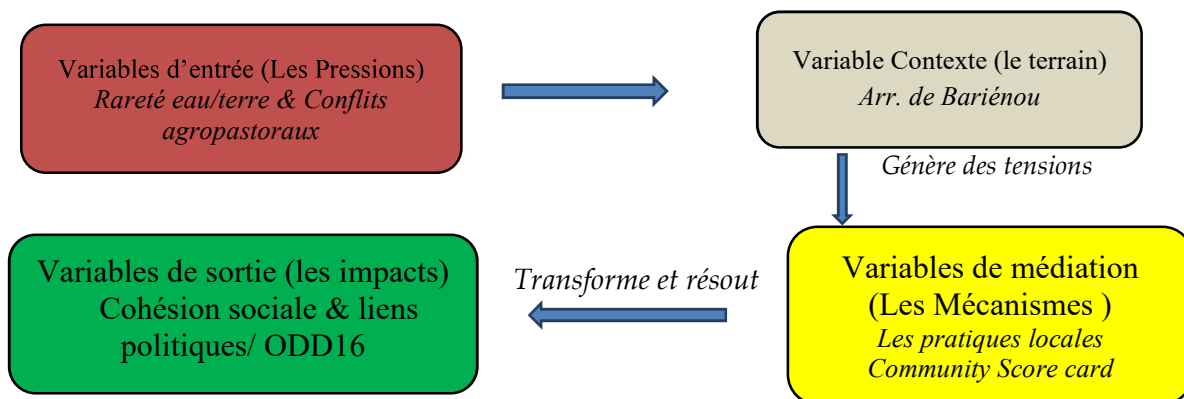 Variables d’entrée (Les Pressions)
Rareté eau/terre & Conflits
agropastoraux
Variable Contexte (le terrain)
Arr. de Bariénou
Génère des tensions
Variables de médiation
(Les Mécanismes )
Les pratiques locales
Community Score card
Transforme et résout
Variables de sortie (les impacts)
Cohésion sociale & liens
politiques/ ODD16